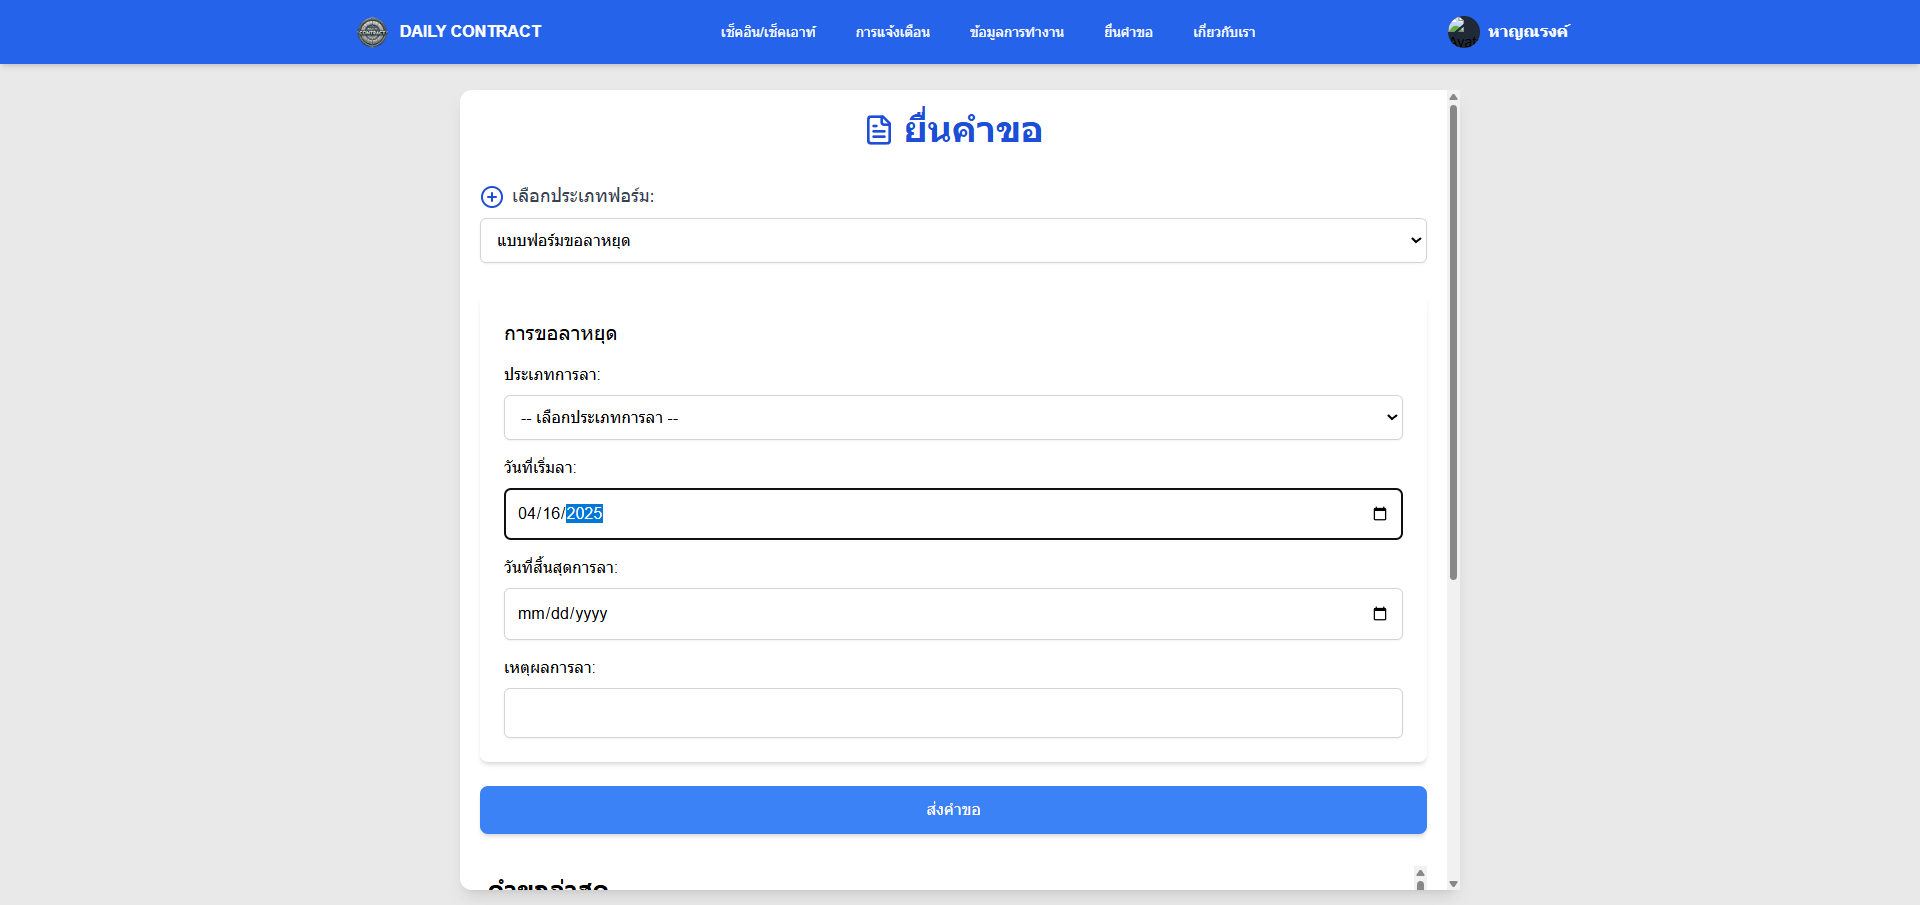 DAILY CONTRACT
เช็คอิน/เช็คเอาท์
การแจ้งเตือน
ข้อมูลการทำงาน
ยื่นคำขอ
เกี่ยวกับเรา
หาญณรงค์
ยื่นคำขอ
เลือกประเภทฟอร์ม:
แบบฟอร์มขอลาหยุด
การขอลาหยุด
ประเภทการลา:
-- เลือกประเภทการลา --
วันที่เริ่มลา:
04/16/2025
วันที่สิ้นสุดการลา:
mm/dd/yyyy
เหตุผลการลา:
ส่งคำขอ
คำขอล่าสุด